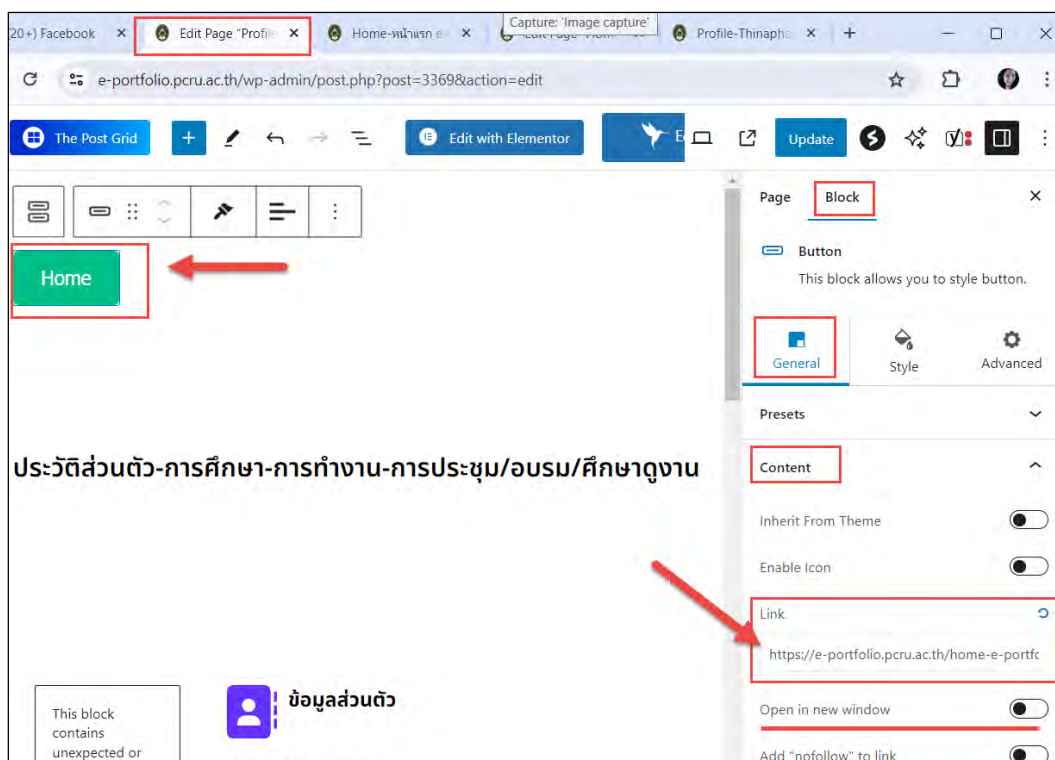 20+) Facebook
Edit Page "Profil
Home-หน้าแรก e
Capture: 'Image capture'
Profile-Thinapha
e-portfolio.pcru.ac.th/wp-admin/post.php?post=3369&action=edit
The Post Grid
Edit with Elementor
Update
Page
Block
Button
This block allows you to style button.
Home
General
Style
Advanced
Presets
ประวัติส่วนตัว-การศึกษา-การทำงาน-การประชุม/อบรม/ศึกษาดูงาน
Content
Inherit From Theme
Enable Icon
Link
https://e-portfolio.pcru.ac.th/home-e-portfo
ข้อมูลส่วนตัว
This block
contains
unexpected or
Open in new window
Add "nofollow" to link